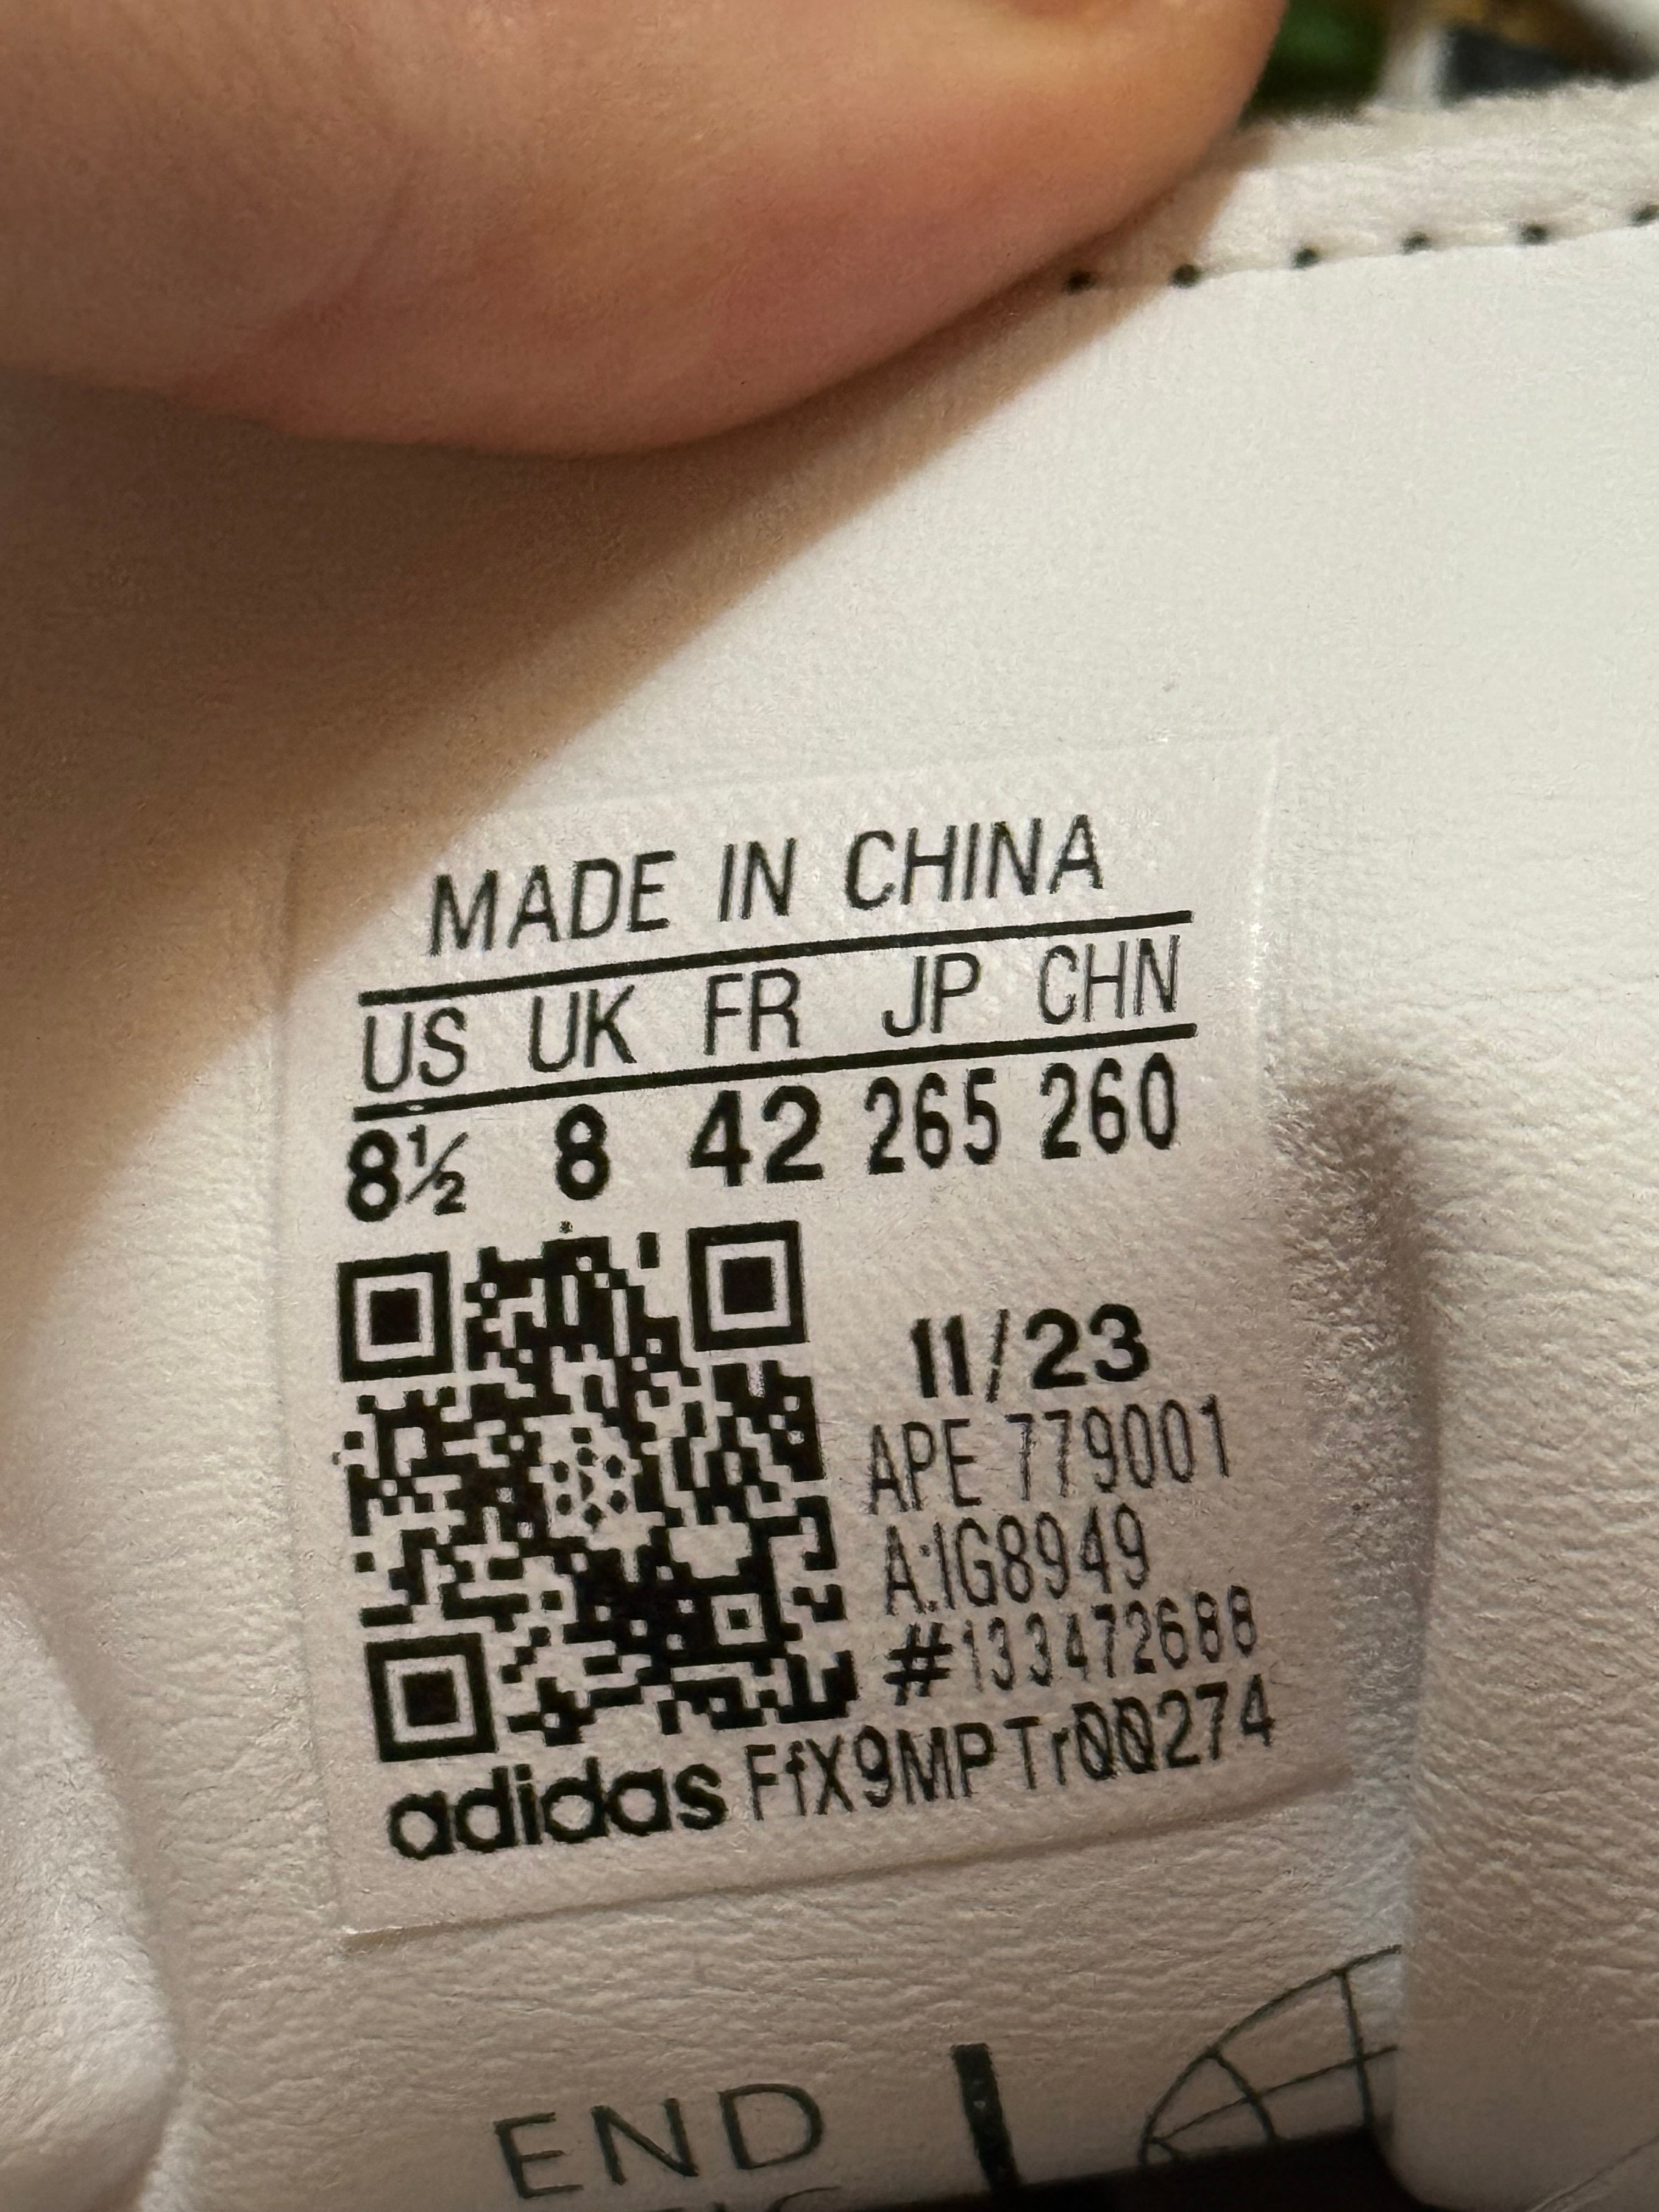 MADE IN CHINA
US UK FR JP CHN
8½ 8 42 265 260
11/23
APE 779001
A:IG8949
#133472688
adidas FfX9MPTr00274
END